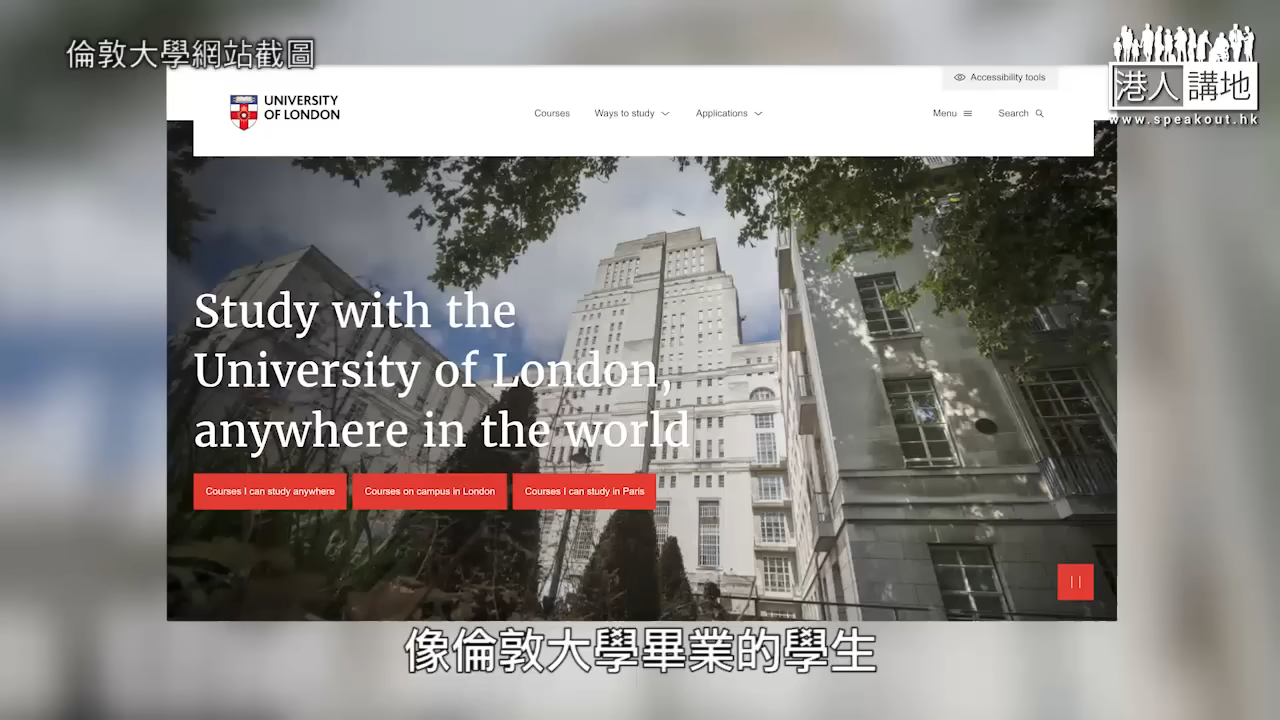 倫敦大學網站截圖
港人講地
www.speakout.hk
Accessibility tools
UNIVERSITY
OF LONDON
Courses
Ways to study
Applications
Menu
Search
Study with the
University of London,
anywhere in the world
Courses I can study anywhere
Courses on campus in London
Courses I can study in Paris
像倫敦大學畢業的學生